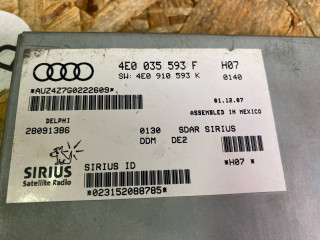 4E0 035 593 F H07
SW: 4E0 910 593 K 0140
*AUZ4Z7G0222609*
01.12.07
ASSEMBLED IN MEXICO
DELPHI
28091386 0130 SDAR SIRIUS
DDM DE2
SIRIUS
Satellite Radio
SIRIUS ID *H07 *
*023152088785*